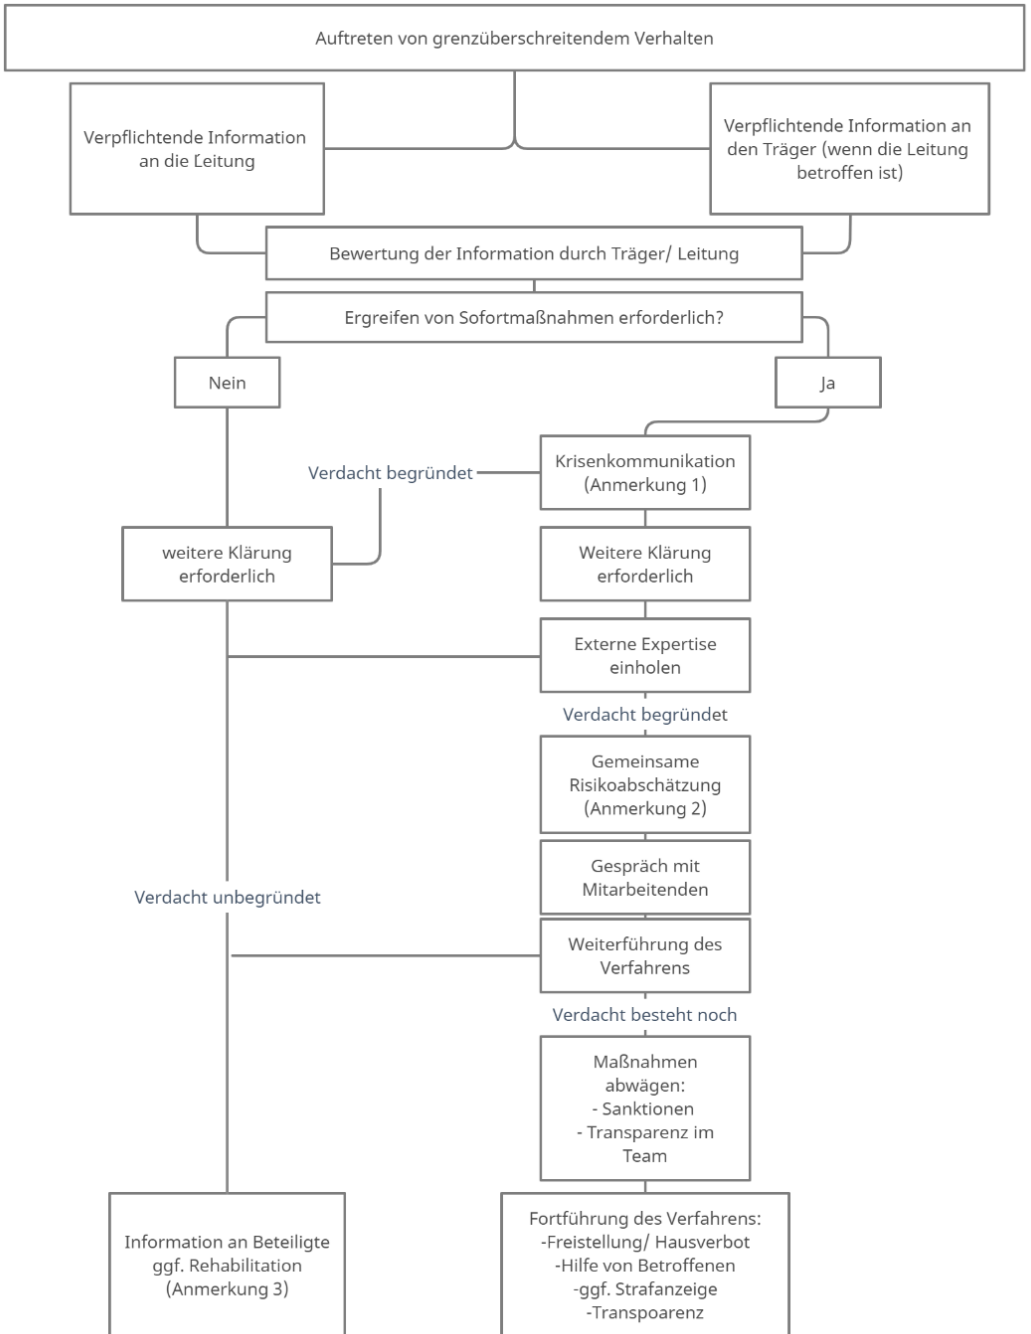 Auftreten von grenzüberschreitendem Verhalten
Verpflichtende Information
an die Leitung
Verpflichtende Information an
den Träger (wenn die Leitung
betroffen ist)
Bewertung der Information durch Träger/ Leitung
Ergreifen von Sofortmaßnahmen erforderlich?
Nein
Ja
Krisenkommunikation
(Anmerkung 1)
Verdacht begründet
weitere Klärung
erforderlich
Weitere Klärung
erforderlich
Externe Expertise
einholen
Verdacht begründet
Gemeinsame
Risikoabschätzung
(Anmerkung 2)
Gespräch mit
Mitarbeitenden
Verdacht unbegründet
Weiterführung des
Verfahrens
Verdacht besteht noch
Maßnahmen
abwägen:
- Sanktionen
- Transparenz im
Team
Information an Beteiligte
ggf. Rehabilitation
(Anmerkung 3)
Fortführung des Verfahrens:
-Freistellung/ Hausverbot
-Hilfe von Betroffenen
-ggf. Strafanzeige
-Transpoarenz